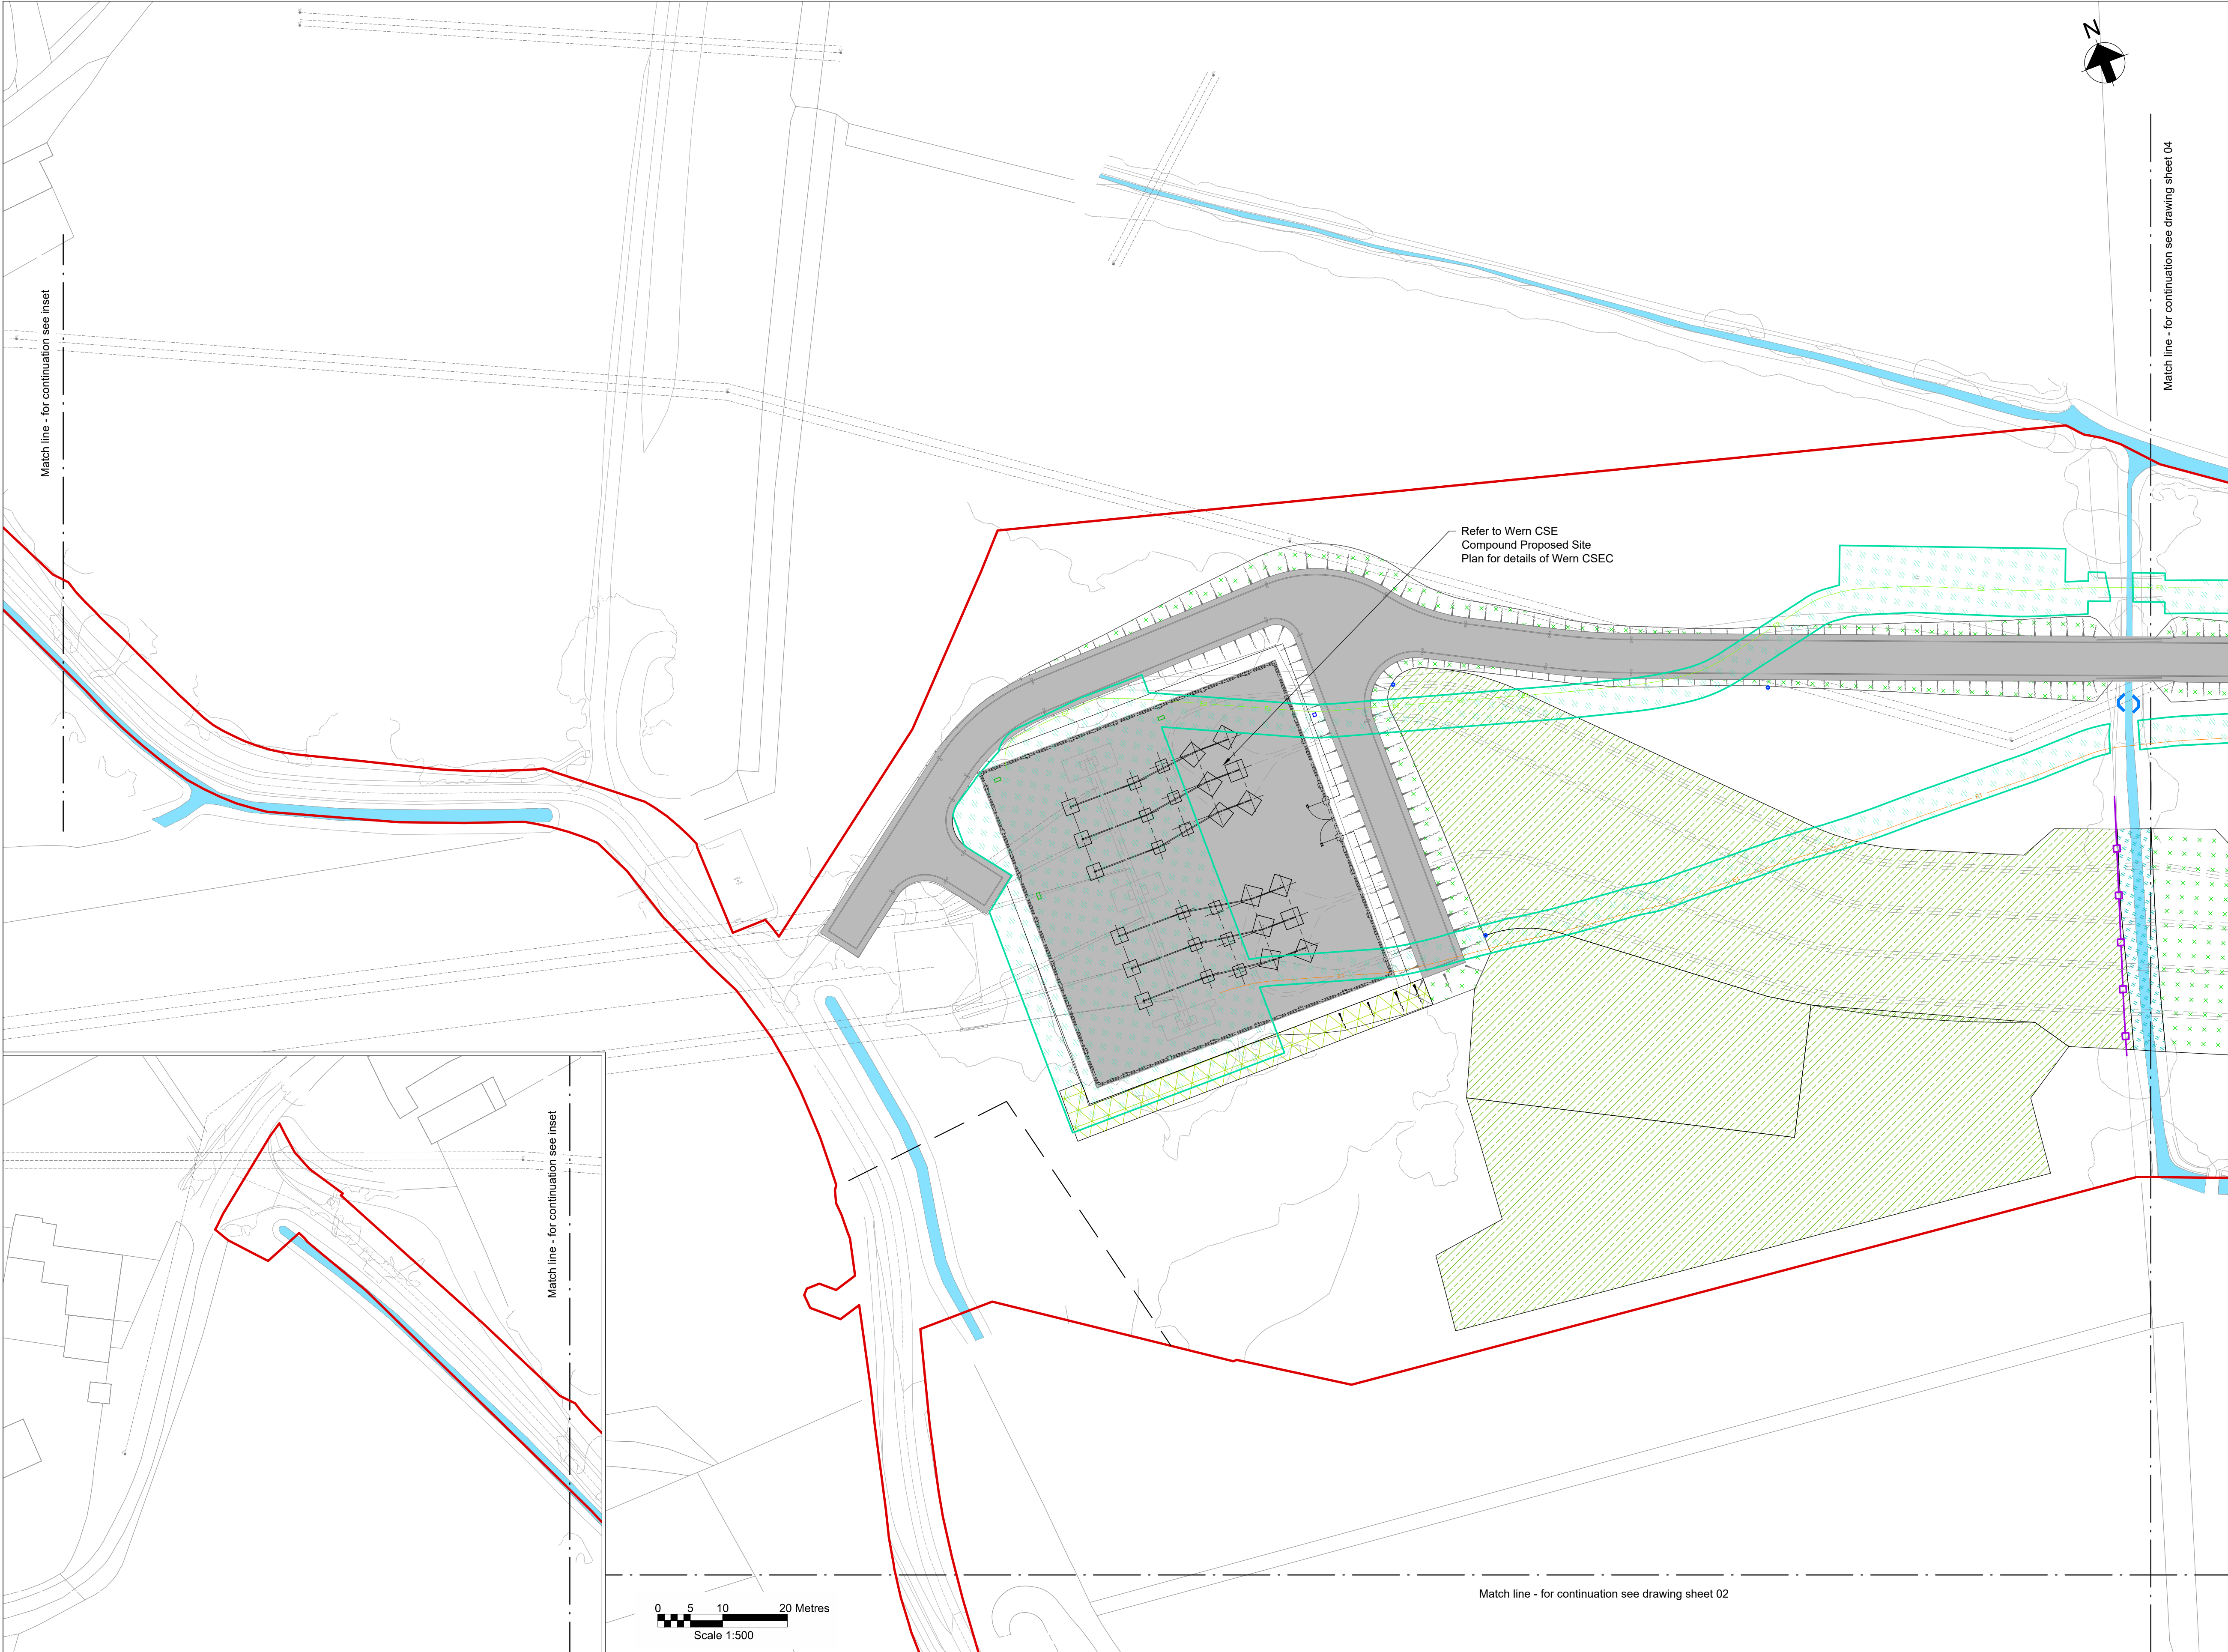 N
Match line - for continuation see drawing sheet 04
Match line - for continuation see inset
Refer to Wern CSE
Compound Proposed Site
Plan for details of Wern CSEC
Match line - for continuation see inset
Match line - for continuation see drawing sheet 02
0 5 10 20 Metres
Scale 1:500